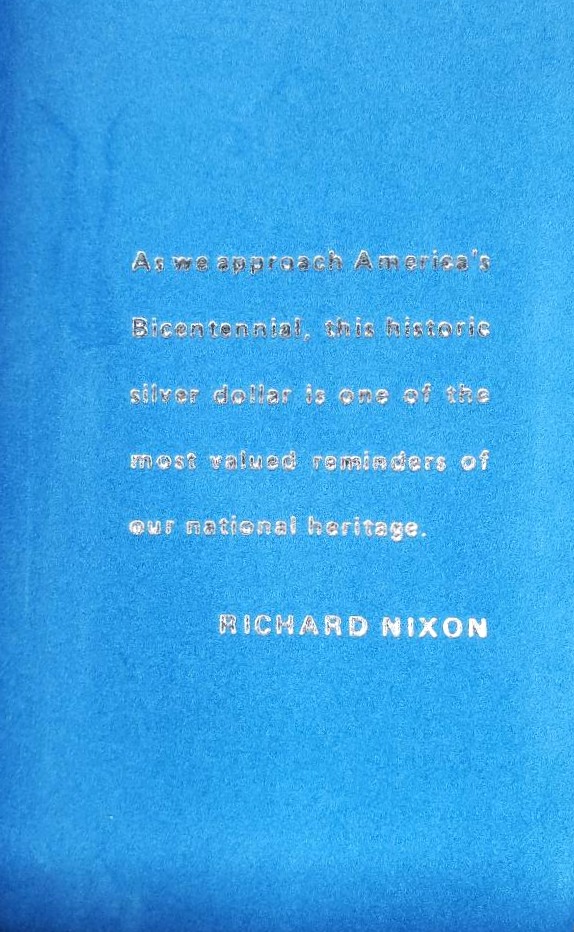 As we approach America's
Bicentennial, this historic
silver dollar is one of the
most valued reminders of
our national heritage.
RICHARD NIXON